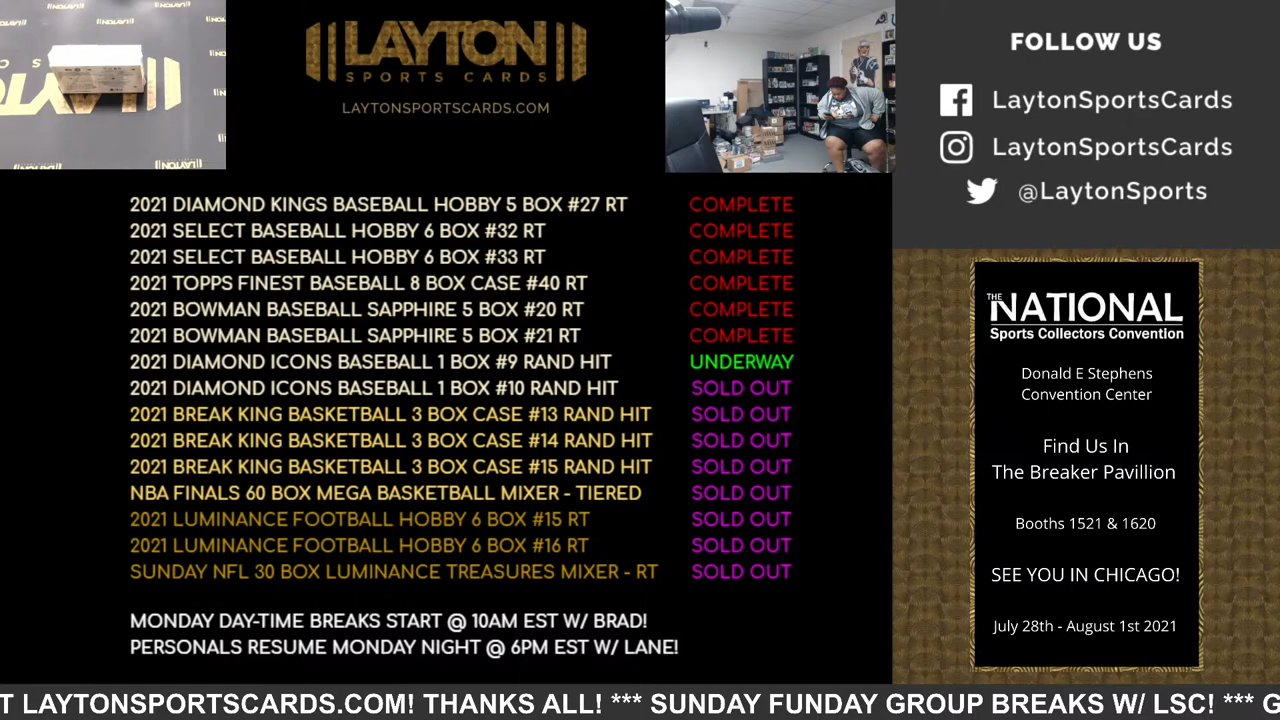 LAYTON
SPORTS CARDS
LAYTONSPORTSCARDS.COM
FOLLOW US
LaytonSportsCards
LaytonSportsCards
@LaytonSports
2021 DIAMOND KINGS BASEBALL HOBBY 5 BOX #27 RT COMPLETE
2021 SELECT BASEBALL HOBBY 6 BOX #32 RT COMPLETE
2021 SELECT BASEBALL HOBBY 6 BOX #33 RT COMPLETE
2021 TOPPS FINEST BASEBALL 8 BOX CASE #40 RT COMPLETE
2021 BOWMAN BASEBALL SAPPHIRE 5 BOX #20 RT COMPLETE
2021 BOWMAN BASEBALL SAPPHIRE 5 BOX #21 RT COMPLETE
2021 DIAMOND ICONS BASEBALL 1 BOX #9 RAND HIT UNDERWAY
2021 DIAMOND ICONS BASEBALL 1 BOX #10 RAND HIT SOLD OUT
2021 BREAK KING BASKETBALL 3 BOX CASE #13 RAND HIT SOLD OUT
2021 BREAK KING BASKETBALL 3 BOX CASE #14 RAND HIT SOLD OUT
2021 BREAK KING BASKETBALL 3 BOX CASE #15 RAND HIT SOLD OUT
NBA FINALS 60 BOX MEGA BASKETBALL MIXER - TIERED SOLD OUT
2021 LUMINANCE FOOTBALL HOBBY 6 BOX #15 RT SOLD OUT
2021 LUMINANCE FOOTBALL HOBBY 6 BOX #16 RT SOLD OUT
SUNDAY NFL 30 BOX LUMINANCE TREASURES MIXER - RT SOLD OUT
MONDAY DAY-TIME BREAKS START @ 10AM EST W/ BRAD!
PERSONALS RESUME MONDAY NIGHT @ 6PM EST W/ LANE!
THE NATIONAL
Sports Collectors Convention
Donald E Stephens
Convention Center
Find Us In
The Breaker Pavillion
Booths 1521 & 1620
SEE YOU IN CHICAGO!
July 28th - August 1st 2021
T LAYTONSPORTSCARDS.COM! THANKS ALL! *** SUNDAY FUNDAY GROUP BREAKS W/ LSC! *** G